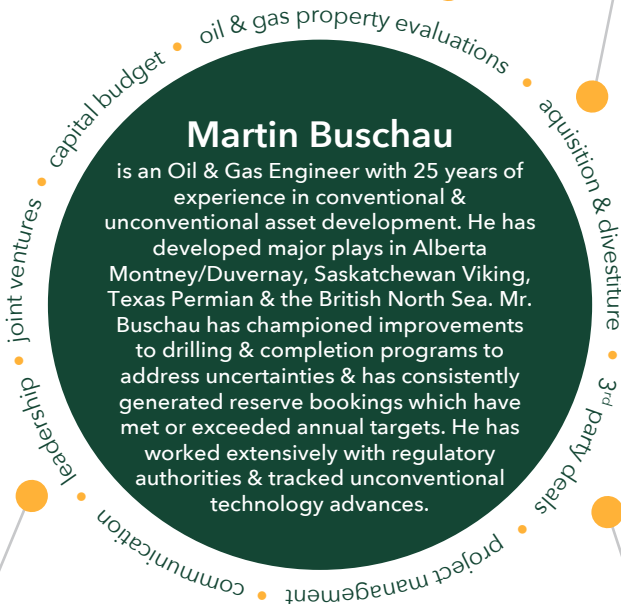 oil & gas property evaluations
aquisition & divestiture
3rd party deals
project management
communication
leadership
joint ventures
capital budget
Martin Buschau
is an Oil & Gas Engineer with 25 years of
experience in conventional &
unconventional asset development. He has
developed major plays in Alberta
Montney/Duvernay, Saskatchewan Viking,
Texas Permian & the British North Sea. Mr.
Buschau has championed improvements
to drilling & completion programs to
address uncertainties & has consistently
generated reserve bookings which have
met or exceeded annual targets. He has
worked extensively with regulatory
authorities & tracked unconventional
technology advances.